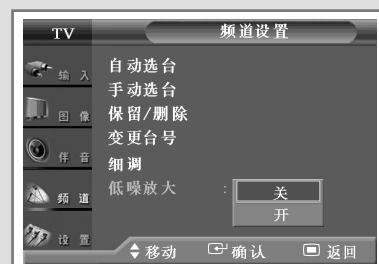 TV 频道设置
输入
图像
伴音
频道
设置
自动选台
手动选台
保留/删除
变更台号
细调
低噪放大 : 关
开
移动 确认 返回